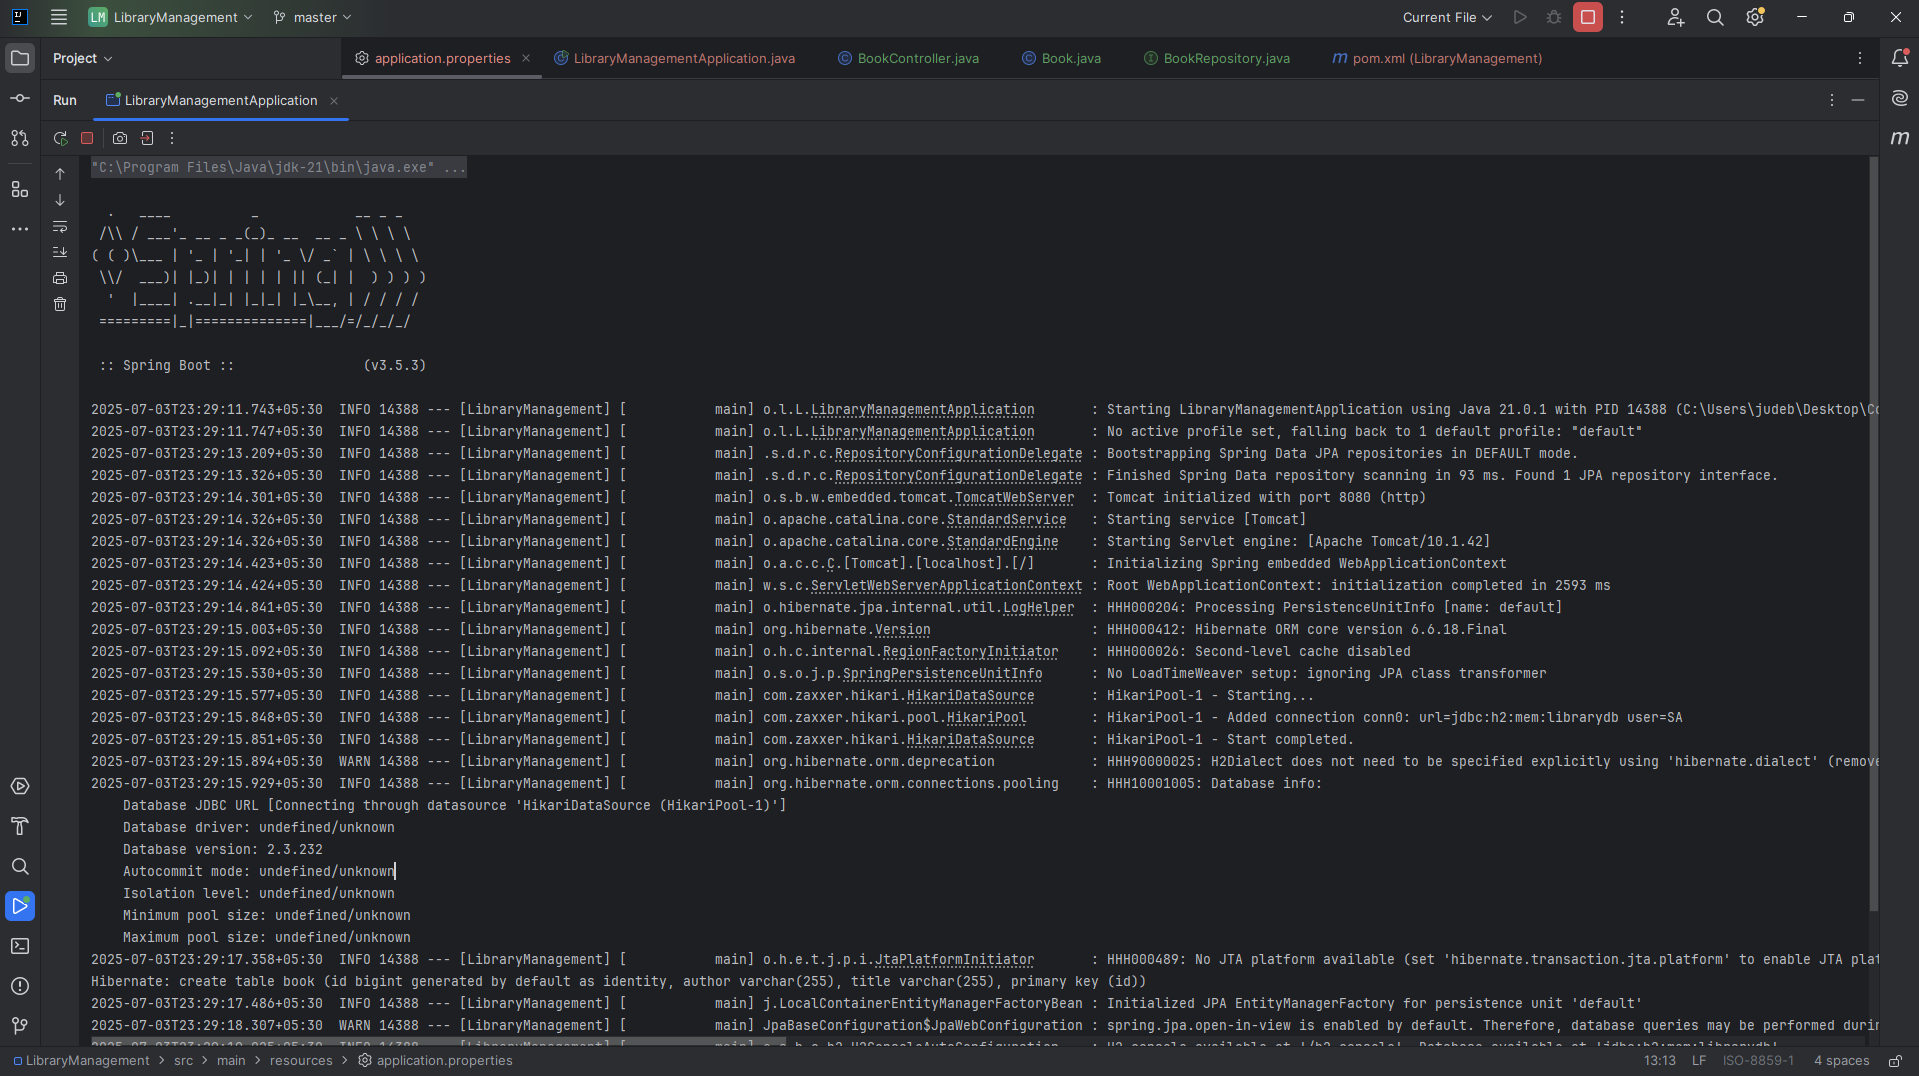 LM LibraryManagement master Current File
Project application.properties LibraryManagementApplication.java BookController.java Book.java BookRepository.java m pom.xml (LibraryManagement)
Run LibraryManagementApplication
"C:\Program Files\Java\jdk-21\bin\java.exe" ...
  .   ____          _            __ _ _
 /\\ / ___'_ __ _ _(_)_ __  __ _ \ \ \ \
( ( )\___ | '_ | '_| | '_ \/ _` | \ \ \ \
 \\/  ___)| |_)| | | | | || (_| |  ) ) ) )
  '  |____| .__|_| |_|_| |_\__, | / / / /
 =========|_|==============|___/=/_/_/_/
 :: Spring Boot ::                (v3.5.3)
2025-07-03T23:29:11.743+05:30  INFO 14388 --- [LibraryManagement] [           main] o.l.L.LibraryManagementApplication       : Starting LibraryManagementApplication using Java 21.0.1 with PID 14388 (C:\Users\judeb\Desktop\Co
2025-07-03T23:29:11.747+05:30  INFO 14388 --- [LibraryManagement] [           main] o.l.L.LibraryManagementApplication       : No active profile set, falling back to 1 default profile: "default"
2025-07-03T23:29:13.209+05:30  INFO 14388 --- [LibraryManagement] [           main] .s.d.r.c.RepositoryConfigurationDelegate : Bootstrapping Spring Data JPA repositories in DEFAULT mode.
2025-07-03T23:29:13.326+05:30  INFO 14388 --- [LibraryManagement] [           main] .s.d.r.c.RepositoryConfigurationDelegate : Finished Spring Data repository scanning in 93 ms. Found 1 JPA repository interface.
2025-07-03T23:29:14.301+05:30  INFO 14388 --- [LibraryManagement] [           main] o.s.b.w.embedded.tomcat.TomcatWebServer  : Tomcat initialized with port 8080 (http)
2025-07-03T23:29:14.326+05:30  INFO 14388 --- [LibraryManagement] [           main] o.apache.catalina.core.StandardService   : Starting service [Tomcat]
2025-07-03T23:29:14.326+05:30  INFO 14388 --- [LibraryManagement] [           main] o.apache.catalina.core.StandardEngine    : Starting Servlet engine: [Apache Tomcat/10.1.42]
2025-07-03T23:29:14.423+05:30  INFO 14388 --- [LibraryManagement] [           main] o.a.c.c.C.[Tomcat].[localhost].[/]       : Initializing Spring embedded WebApplicationContext
2025-07-03T23:29:14.424+05:30  INFO 14388 --- [LibraryManagement] [           main] w.s.c.ServletWebServerApplicationContext : Root WebApplicationContext: initialization completed in 2593 ms
2025-07-03T23:29:14.841+05:30  INFO 14388 --- [LibraryManagement] [           main] o.hibernate.jpa.internal.util.LogHelper  : HHH000204: Processing PersistenceUnitInfo [name: default]
2025-07-03T23:29:15.003+05:30  INFO 14388 --- [LibraryManagement] [           main] org.hibernate.Version                    : HHH000412: Hibernate ORM core version 6.6.18.Final
2025-07-03T23:29:15.092+05:30  INFO 14388 --- [LibraryManagement] [           main] o.h.c.internal.RegionFactoryInitiator    : HHH000026: Second-level cache disabled
2025-07-03T23:29:15.530+05:30  INFO 14388 --- [LibraryManagement] [           main] o.s.o.j.p.SpringPersistenceUnitInfo      : No LoadTimeWeaver setup: ignoring JPA class transformer
2025-07-03T23:29:15.577+05:30  INFO 14388 --- [LibraryManagement] [           main] com.zaxxer.hikari.HikariDataSource       : HikariPool-1 - Starting...
2025-07-03T23:29:15.848+05:30  INFO 14388 --- [LibraryManagement] [           main] com.zaxxer.hikari.pool.HikariPool        : HikariPool-1 - Added connection conn0: url=jdbc:h2:mem:librarydb user=SA
2025-07-03T23:29:15.851+05:30  INFO 14388 --- [LibraryManagement] [           main] com.zaxxer.hikari.HikariDataSource       : HikariPool-1 - Start completed.
2025-07-03T23:29:15.894+05:30  WARN 14388 --- [LibraryManagement] [           main] org.hibernate.orm.deprecation            : HHH90000025: H2Dialect does not need to be specified explicitly using 'hibernate.dialect' (remove
2025-07-03T23:29:15.929+05:30  INFO 14388 --- [LibraryManagement] [           main] org.hibernate.orm.connections.pooling    : HHH10001005: Database info:
    Database JDBC URL [Connecting through datasource 'HikariDataSource (HikariPool-1)']
    Database driver: undefined/unknown
    Database version: 2.3.232
    Autocommit mode: undefined/unknown
    Isolation level: undefined/unknown
    Minimum pool size: undefined/unknown
    Maximum pool size: undefined/unknown
2025-07-03T23:29:17.358+05:30  INFO 14388 --- [LibraryManagement] [           main] o.h.e.t.j.p.i.JtaPlatformInitiator       : HHH000489: No JTA platform available (set 'hibernate.transaction.jta.platform' to enable JTA plat
Hibernate: create table book (id bigint generated by default as identity, author varchar(255), title varchar(255), primary key (id))
2025-07-03T23:29:17.486+05:30  INFO 14388 --- [LibraryManagement] [           main] j.LocalContainerEntityManagerFactoryBean : Initialized JPA EntityManagerFactory for persistence unit 'default'
2025-07-03T23:29:18.307+05:30  WARN 14388 --- [LibraryManagement] [           main] JpaBaseConfiguration$JpaWebConfiguration : spring.jpa.open-in-view is enabled by default. Therefore, database queries may be performed durin
LibraryManagement > src > main > resources > application.properties 13:13 LF ISO-8859-1 4 spaces